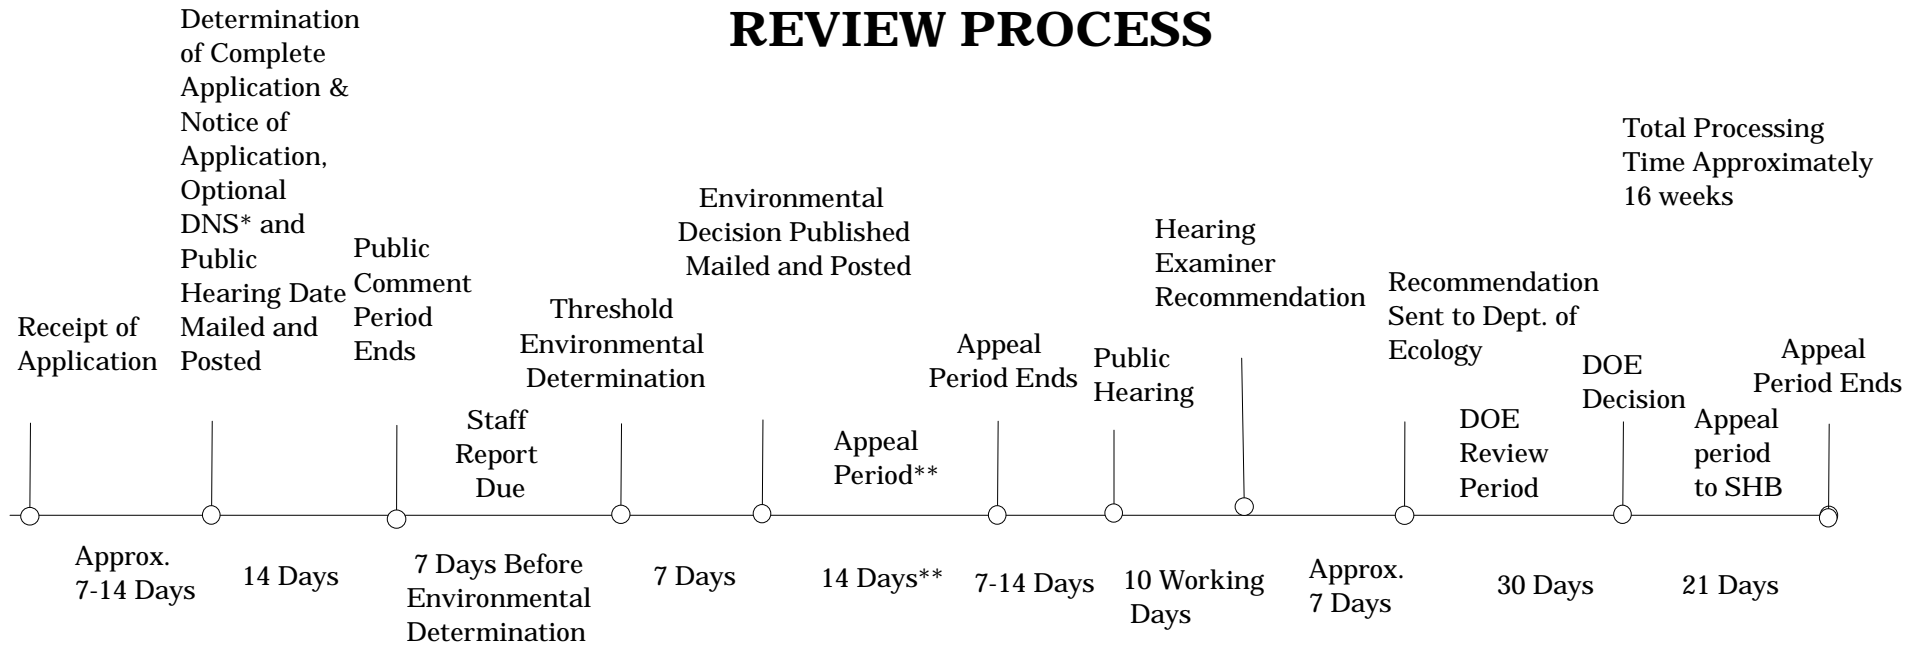 REVIEW PROCESS
Receipt of
Application
Determination
of Complete
Application &
Notice of
Application,
Optional
DNS* and
Public
Hearing Date
Mailed and
Posted
Public
Comment
Period
Ends
Staff
Report
Due
Threshold
Environmental
Determination
Environmental
Decision Published
Mailed and Posted
Appeal
Period**
Appeal
Period Ends
Public
Hearing
Hearing
Examiner
Recommendation
Recommendation
Sent to Dept. of
Ecology
DOE
Review
Period
DOE
Decision
Appeal
period
to SHB
Appeal
Period Ends
Total Processing
Time Approximately
16 weeks
Approx.
7-14 Days
14 Days
7 Days Before
Environmental
Determination
7 Days
14 Days**
7-14 Days
10 Working
Days
Approx.
7 Days
30 Days
21 Days